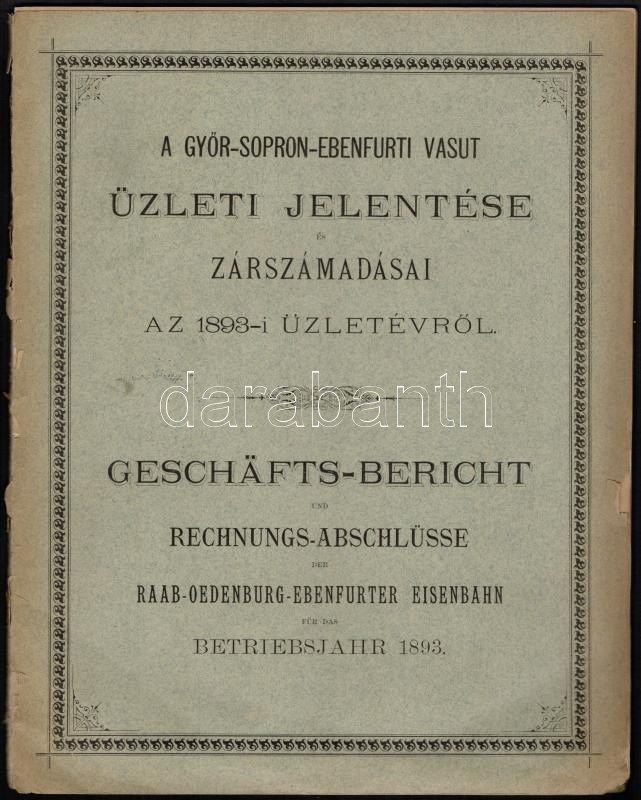 A GYŐR-SOPRON-EBENFURTI VASUT
ÜZLETI JELENTÉSE
ÉS
ZÁRSZÁMADÁSAI
AZ 1893-i ÜZLETÉVRŐL.
darabanth
GESCHÄFTS-BERICHT
UND
RECHNUNGS-ABSCHLÜSSE
DER
RAAB-OEDENBURG-EBENFURTER EISENBAHN
FÜR DAS
BETRIEBSJAHR 1893.